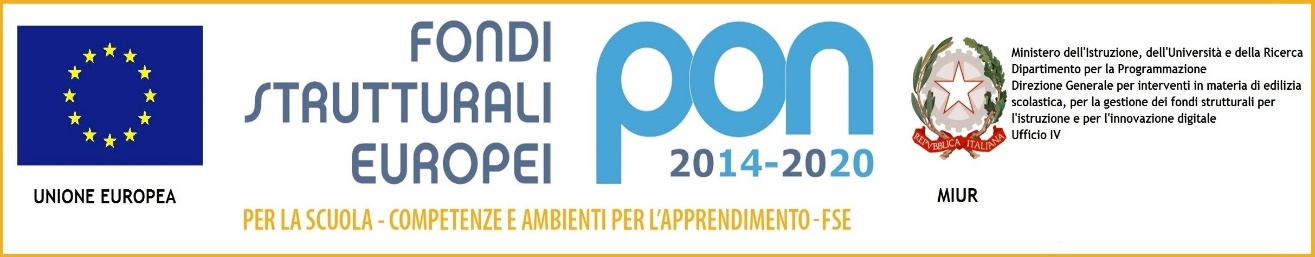 UNIONE EUROPEA
FONDI
STRUTTURALI
EUROPEI
pon
2014-2020
PER LA SCUOLA - COMPETENZE E AMBIENTI PER L'APPRENDIMENTO-FSE
REPVBBLICA ITALIANA
MIUR
Ministero dell'Istruzione, dell'Università e della Ricerca
Dipartimento per la Programmazione
Direzione Generale per interventi in materia di edilizia
scolastica, per la gestione dei fondi strutturali per
l'istruzione e per l'innovazione digitale
Ufficio IV